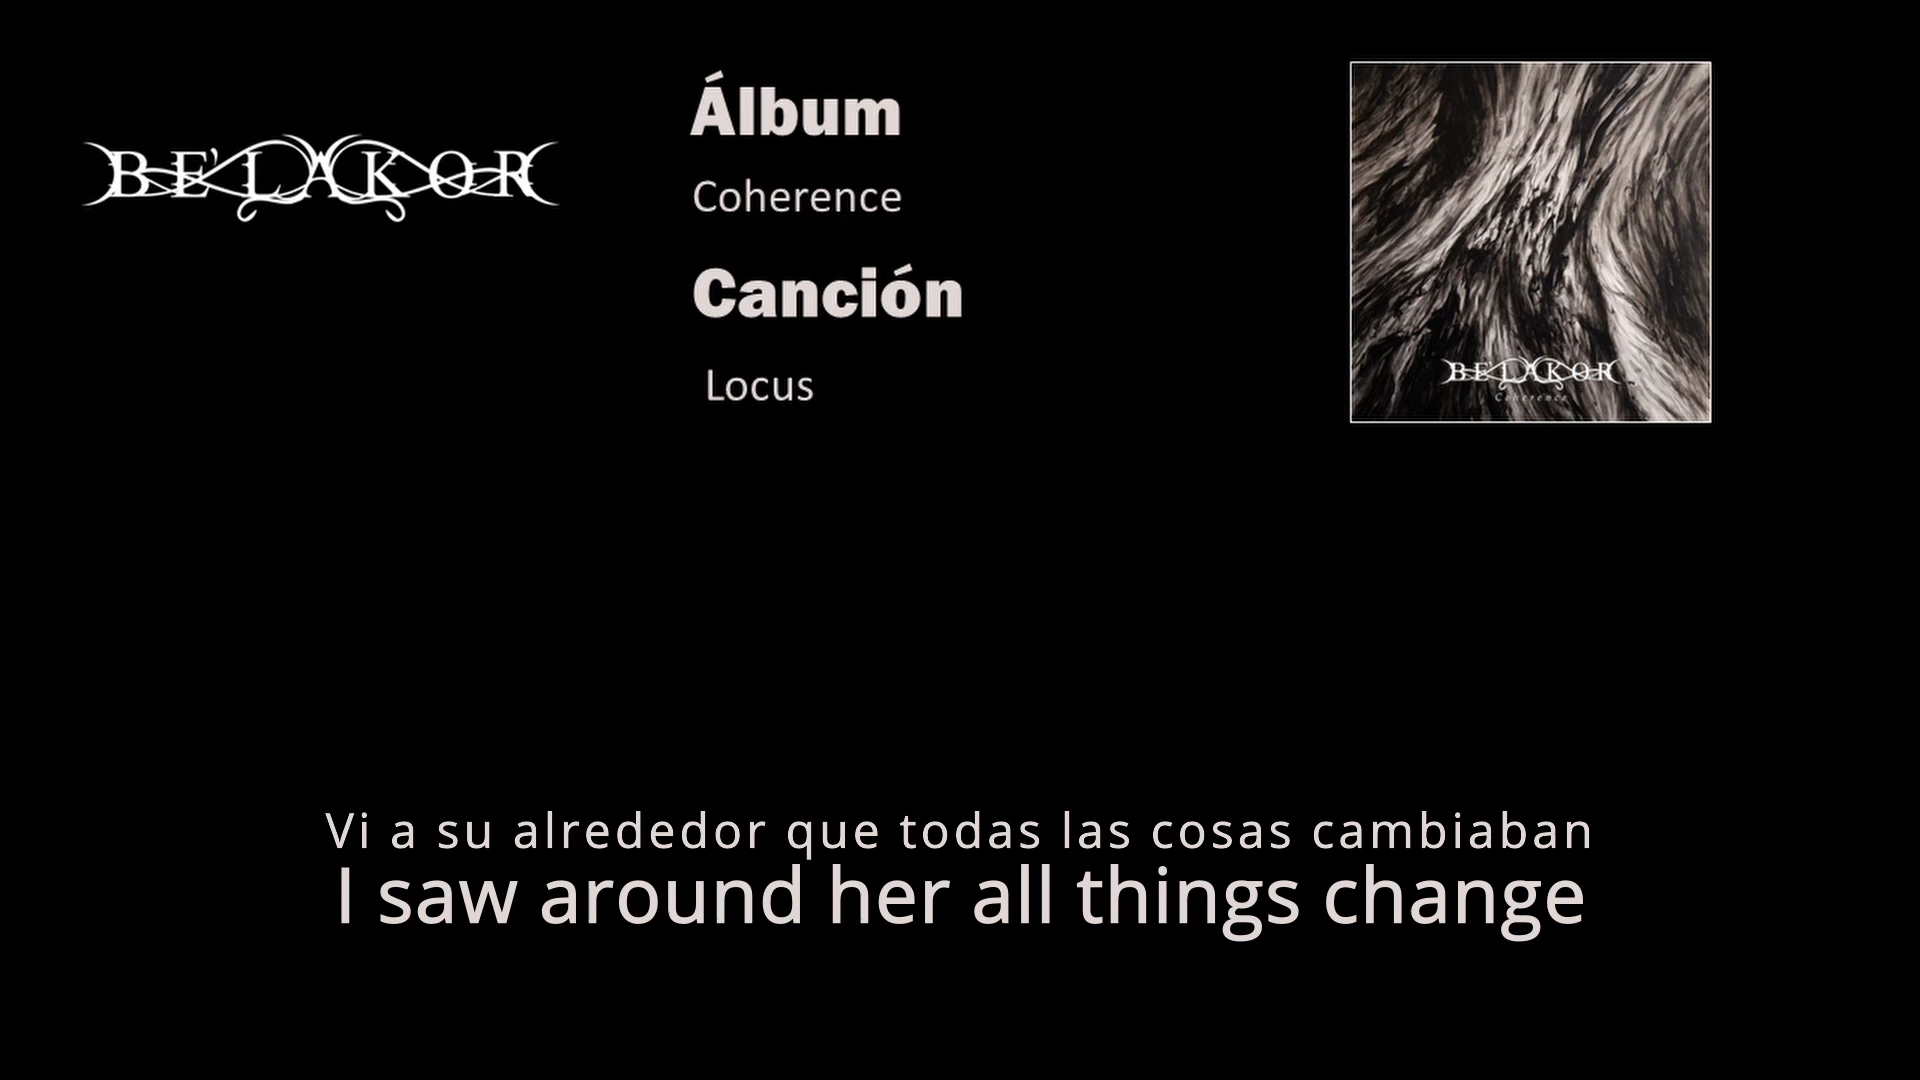 BE'LAKOR
Álbum
Coherence
Canción
Locus
BE'LAKOR
Coherence
Vi a su alrededor que todas las cosas cambiaban
I saw around her all things change